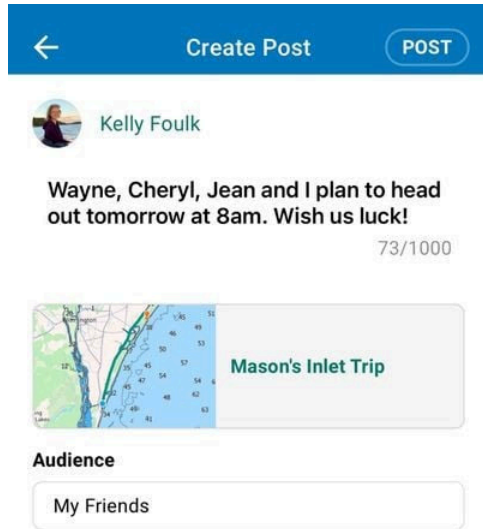 Create Post
POST
Kelly Foulk
Wayne, Cheryl, Jean and I plan to head
out tomorrow at 8am. Wish us luck!
73/1000
Mason's Inlet Trip
Audience
My Friends